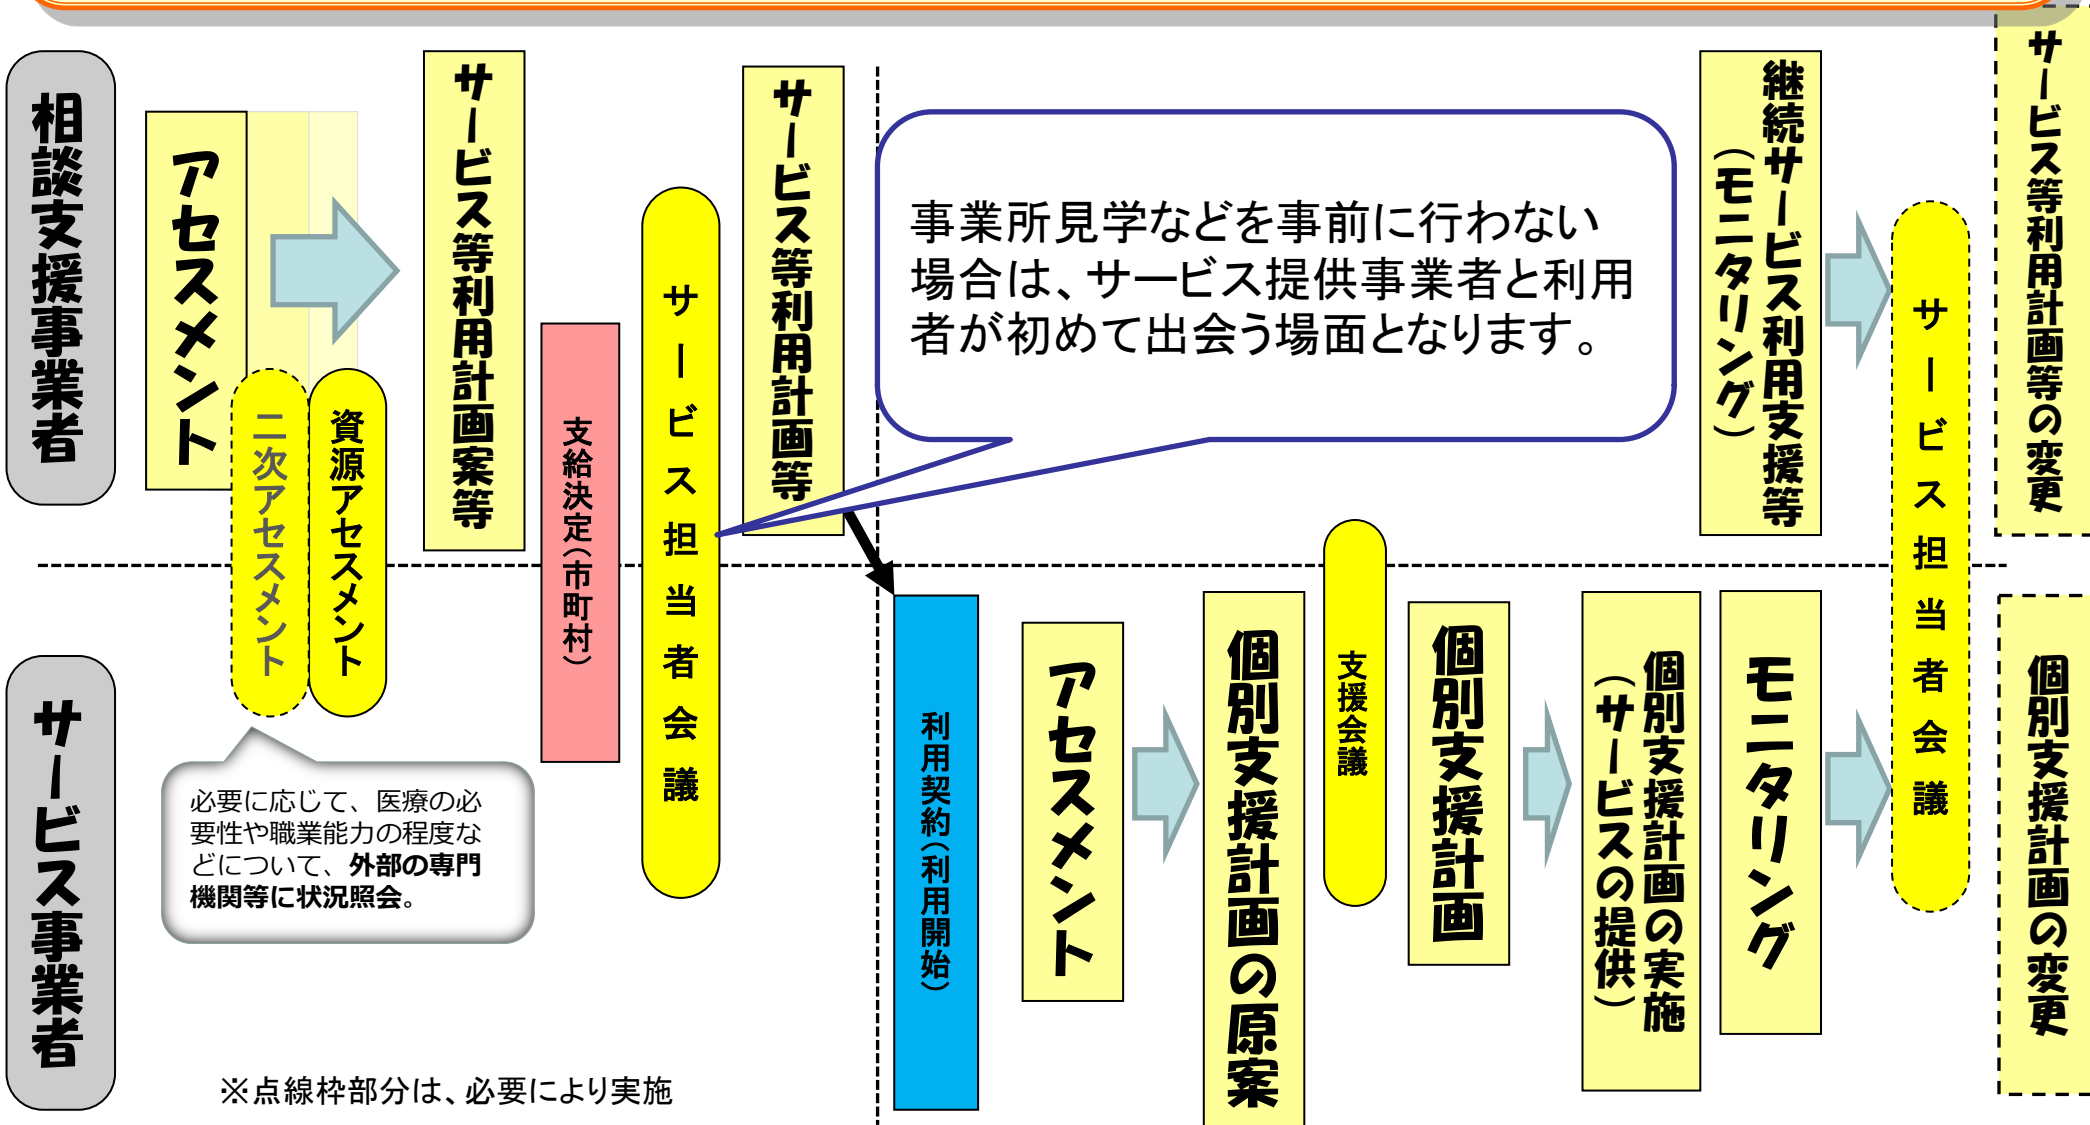 相談支援事業者
アセスメント
二次アセスメント
資源アセスメント
サービス等利用計画案等
支給決定(市町村)
サービス担当者会議
サービス等利用計画等
事業所見学などを事前に行わない
場合は、サービス提供事業者と利用
者が初めて出会う場面となります。
継続サービス利用支援等
(モニタリング)
サービス担当者会議
サービス等利用計画等の変更
サービス事業者
必要に応じて、医療の必
要性や職業能力の程度な
どについて、外部の専門
機関等に状況照会。
利用契約(利用開始)
アセスメント
個別支援計画の原案
支援会議
個別支援計画
個別支援計画の実施
(サービスの提供)
モニタリング
個別支援計画の変更
※点線枠部分は、必要により実施